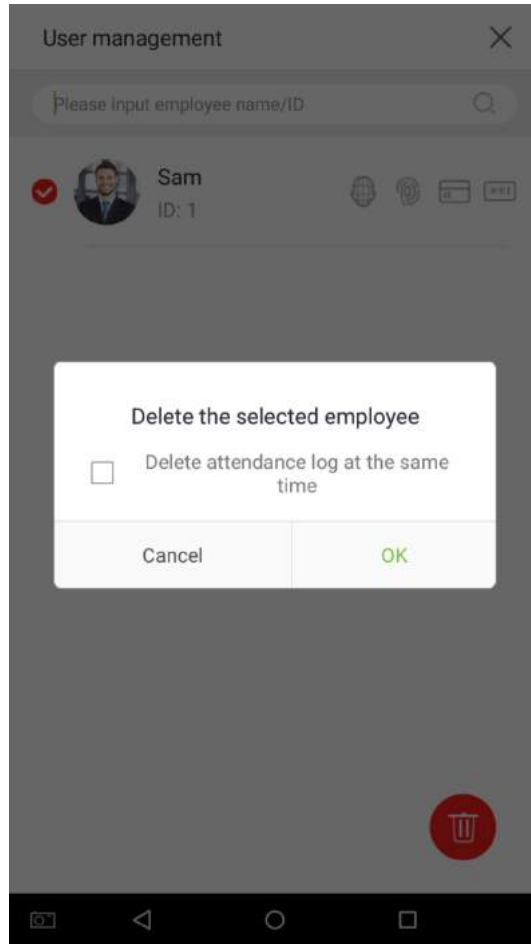 User management
Please input employee name/ID
Sam
ID: 1
Delete the selected employee
Delete attendance log at the same
time
Cancel
OK